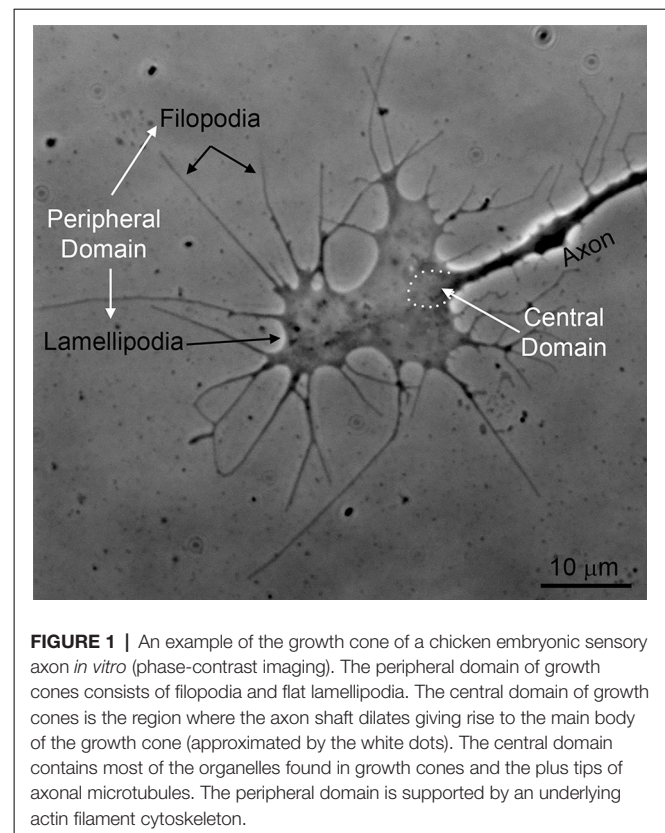 Filopodia
Peripheral
Domain
Axon
Lamellipodia
Central
Domain
10 μm
FIGURE 1 | An example of the growth cone of a chicken embryonic sensory
axon in vitro (phase-contrast imaging). The peripheral domain of growth
cones consists of filopodia and flat lamellipodia. The central domain of growth
cones is the region where the axon shaft dilates giving rise to the main body
of the growth cone (approximated by the white dots). The central domain
contains most of the organelles found in growth cones and the plus tips of
axonal microtubules. The peripheral domain is supported by an underlying
actin filament cytoskeleton.